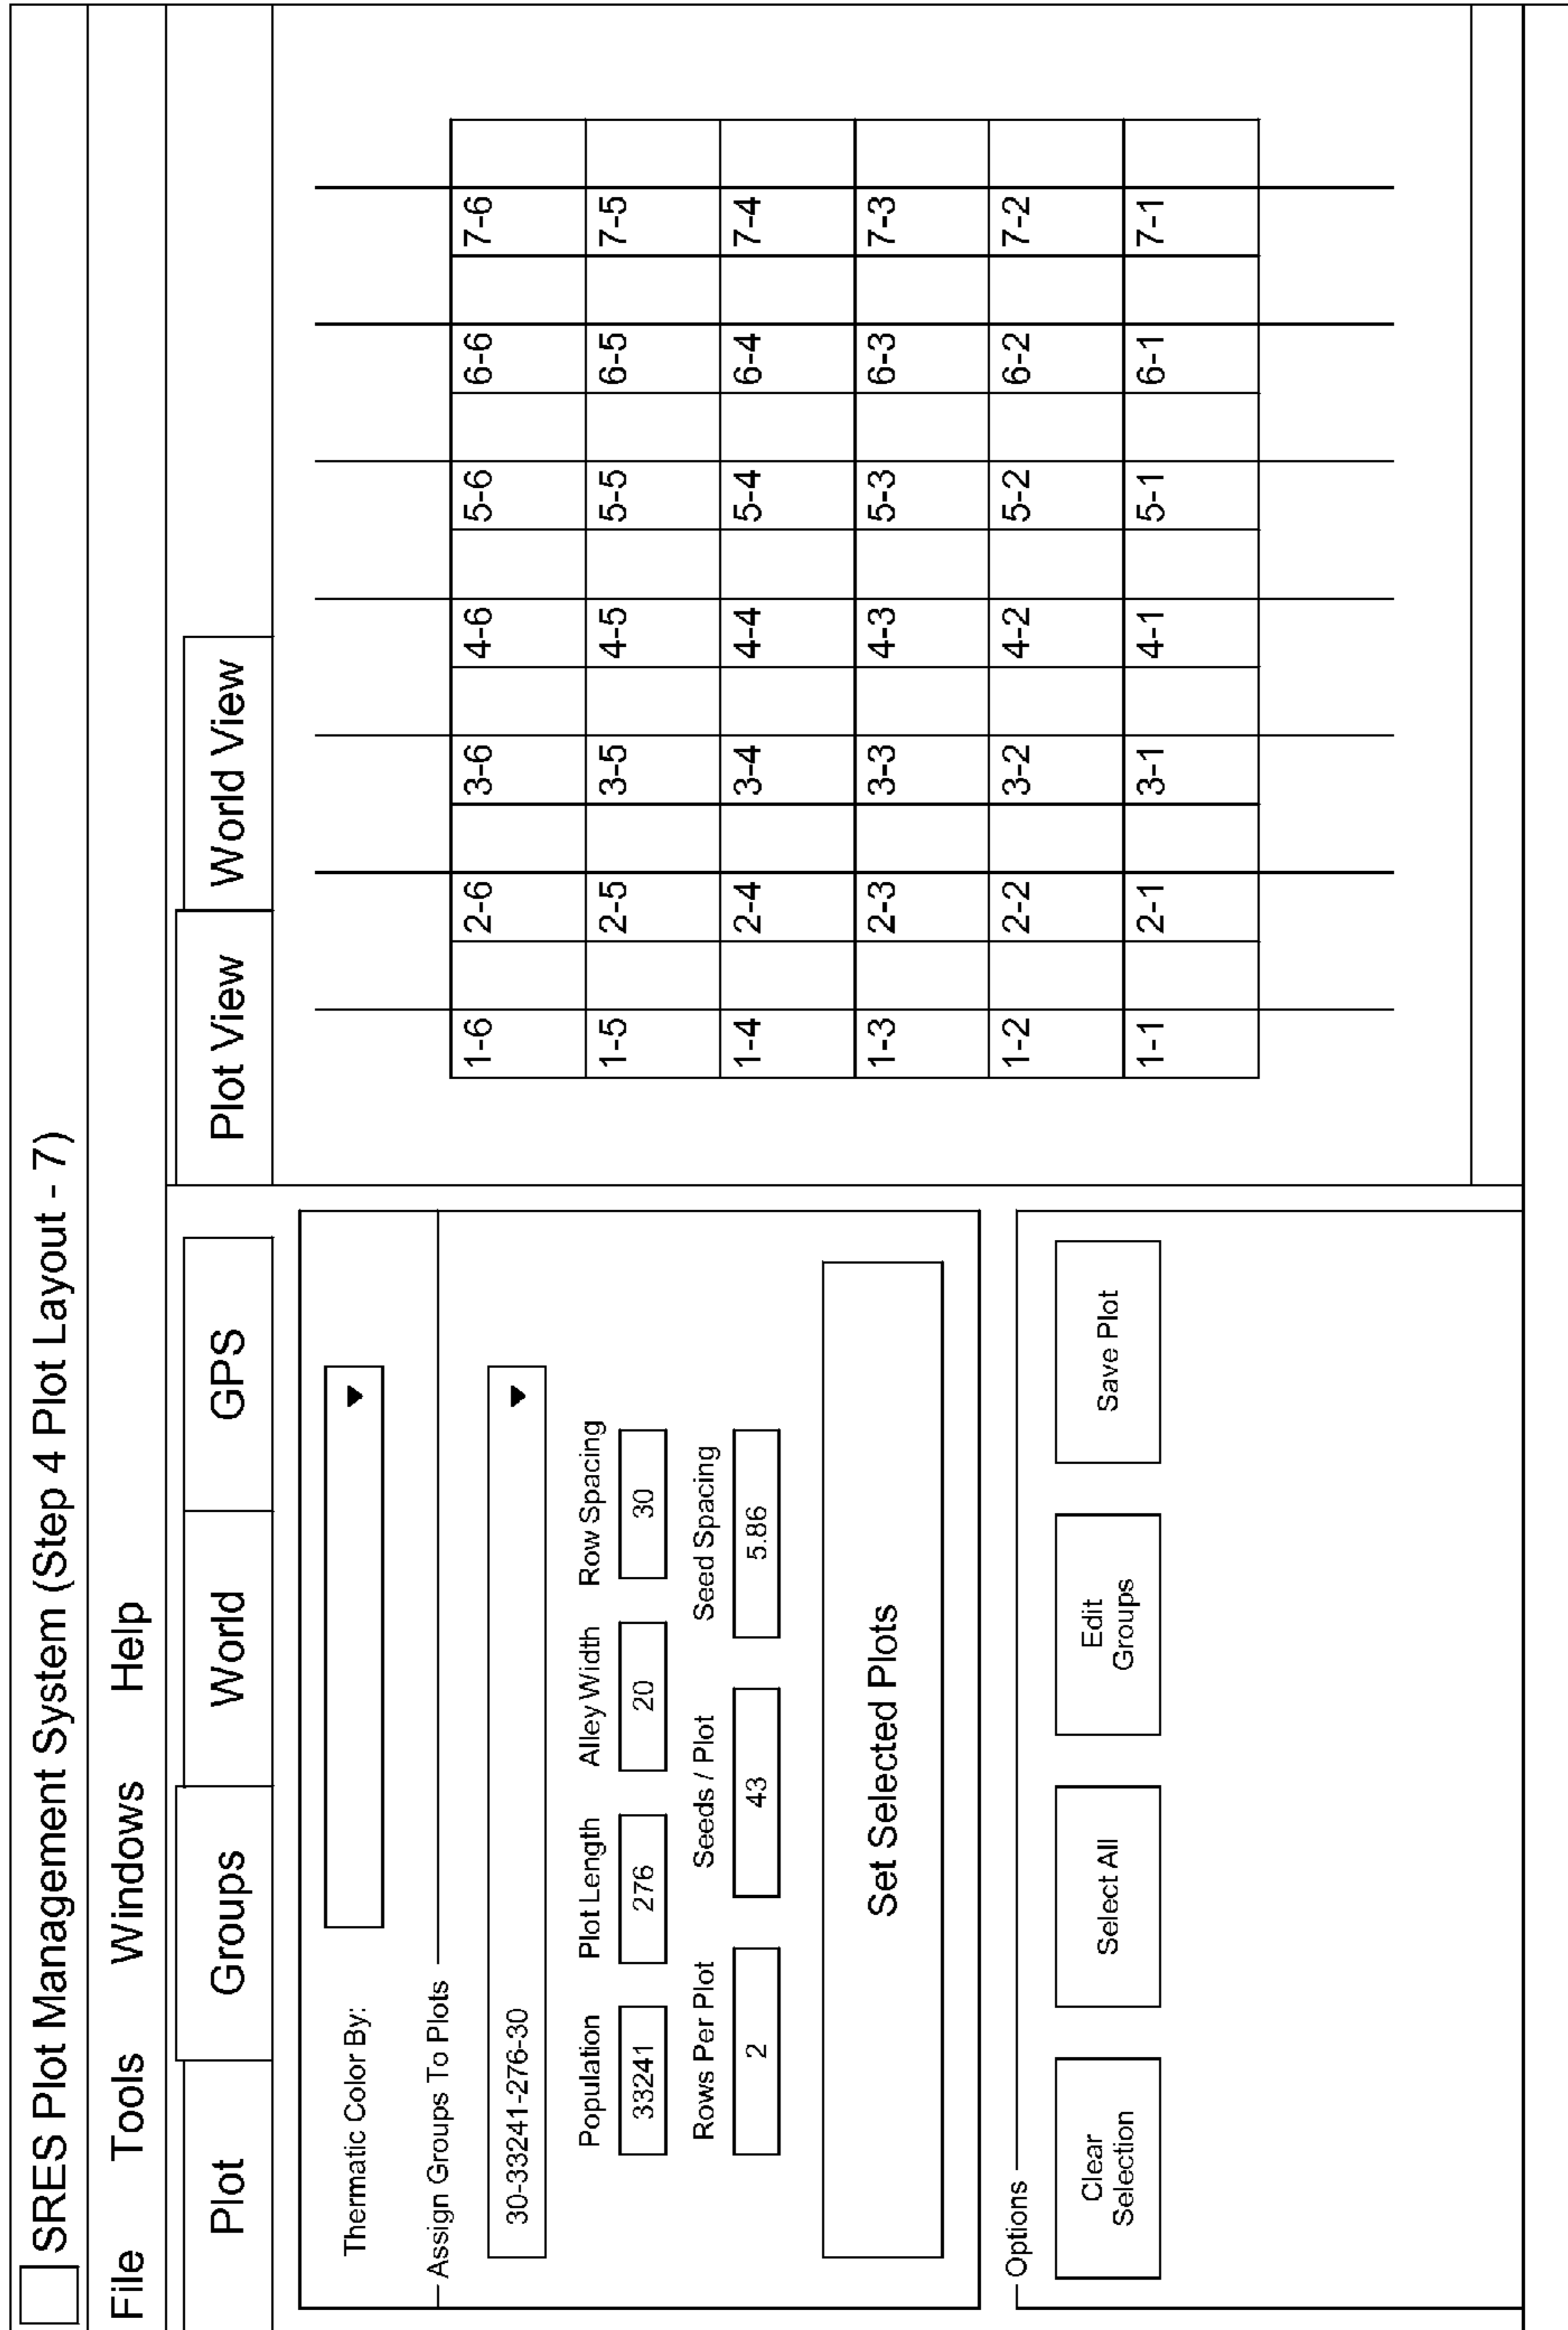 SRES Plot Management System (Step 4 Plot Layout - 7)
File Tools Windows Help
Plot Groups World GPS Plot View World View
Thermatic Color By:
Assign Groups To Plots
30-33241-276-30
Population Plot Length Alley Width Row Spacing
33241 276 20 30
Rows Per Plot Seeds / Plot Seed Spacing
2 43 5.86
Set Selected Plots
Options
Clear Selection
Select All
Edit Groups
Save Plot
1-6 2-6 3-6 4-6 5-6 6-6 7-6
1-5 2-5 3-5 4-5 5-5 6-5 7-5
1-4 2-4 3-4 4-4 5-4 6-4 7-4
1-3 2-3 3-3 4-3 5-3 6-3 7-3
1-2 2-2 3-2 4-2 5-2 6-2 7-2
1-1 2-1 3-1 4-1 5-1 6-1 7-1